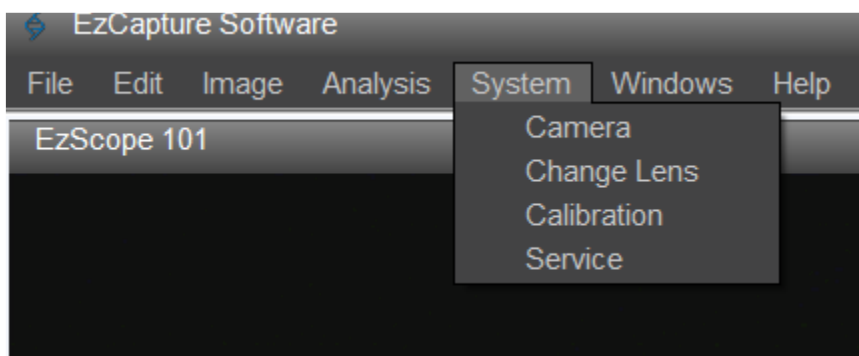 EzCapture Software
File Edit Image Analysis System Windows Help
EzScope 101
Camera
Change Lens
Calibration
Service